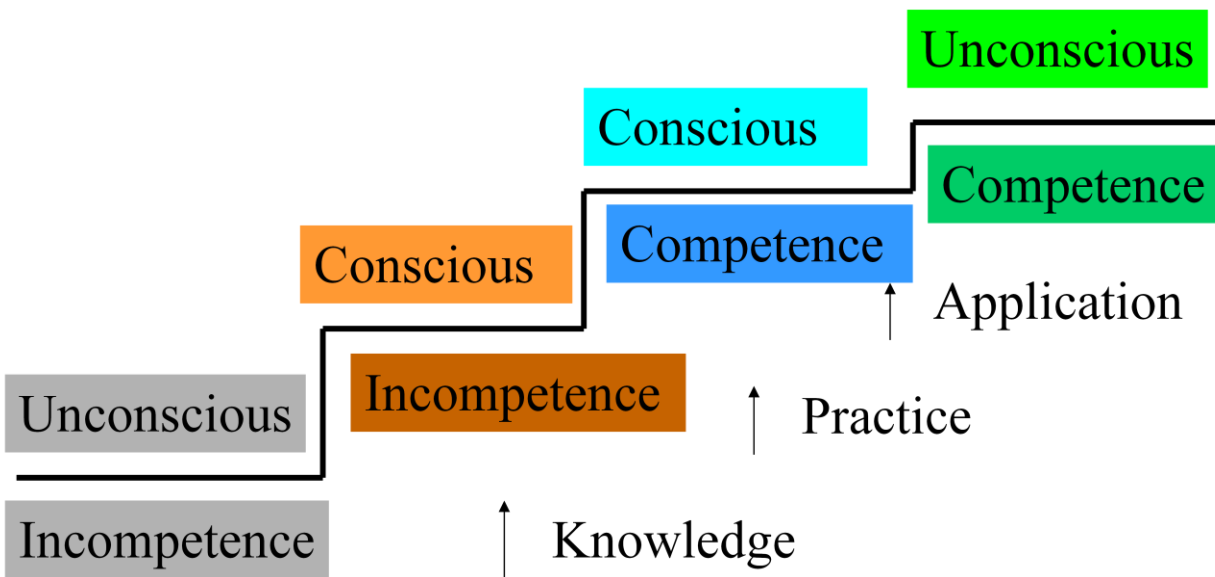 Unconscious
Conscious
Competence
Competence
Conscious
Application
Incompetence
Unconscious
Practice
Incompetence
Knowledge